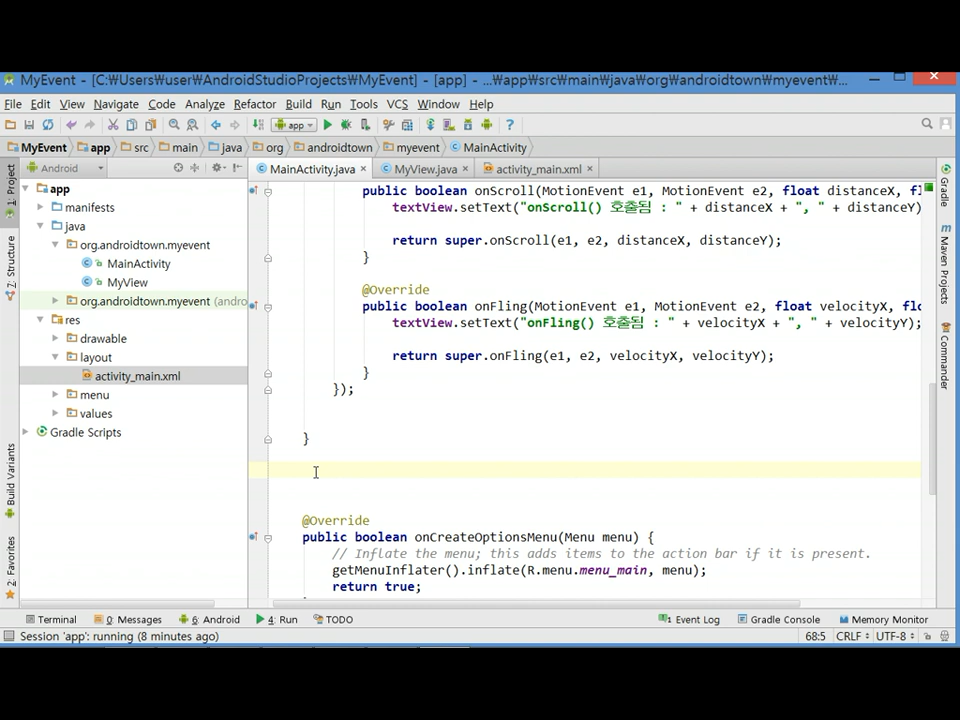 MyEvent - [C:₩Users₩user₩AndroidStudioProjects₩MyEvent] - [app] - ...₩app₩src₩main₩java₩org₩androidtown₩myevent₩...
File Edit View Navigate Code Analyze Refactor Build Run Tools VCS Window Help
app
MyEvent app src main java org androidtown myevent MainActivity
Android
MainActivity.java MyView.java activity_main.xml
1: Project
7: Structure
Build Variants
2: Favorites
app
manifests
java
org.androidtown.myevent
MainActivity
MyView
org.androidtown.myevent (andro
res
drawable
layout
activity_main.xml
menu
values
Gradle Scripts
public boolean onScroll(MotionEvent e1, MotionEvent e2, float distanceX, fl
textView.setText("onScroll() 호출됨 : " + distanceX + ", " + distanceY)
return super.onScroll(e1, e2, distanceX, distanceY);
}
@Override
public boolean onFling(MotionEvent e1, MotionEvent e2, float velocityX, flo
textView.setText("onFling() 호출됨 : " + velocityX + ", " + velocityY);
return super.onFling(e1, e2, velocityX, velocityY);
}
});
}
@Override
public boolean onCreateOptionsMenu(Menu menu) {
// Inflate the menu; this adds items to the action bar if it is present.
getMenuInflater().inflate(R.menu.menu_main, menu);
return true;
Gradle
Maven Projects
Commander
Terminal 0: Messages 6: Android 4: Run TODO Event Log Gradle Console Memory Monitor
Session 'app': running (8 minutes ago) 68:5 CRLF UTF-8